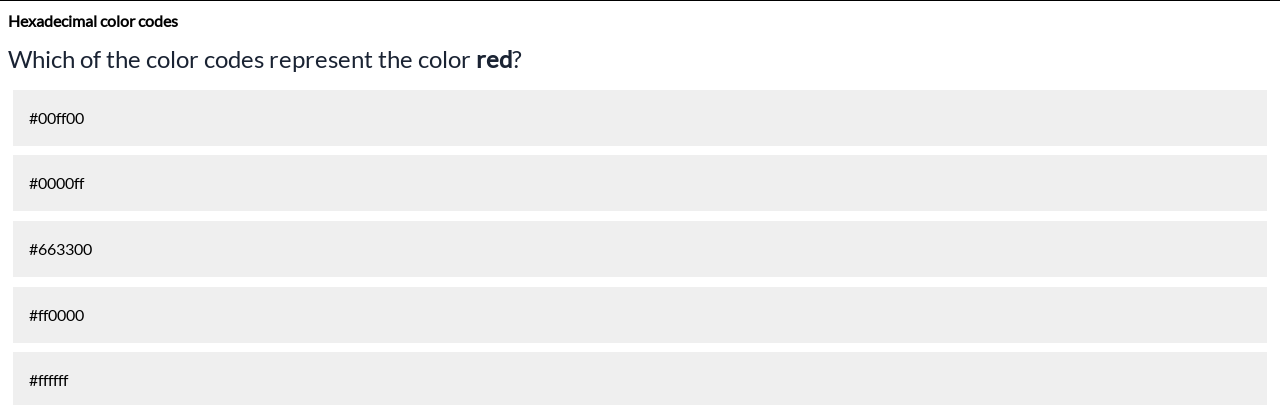 Hexadecimal color codes
Which of the color codes represent the color red?
#00ff00
#0000ff
#663300
#ff0000
#ffffff